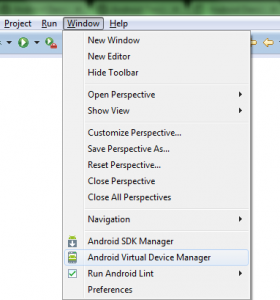 Project Run Window Help
New Window
New Editor
Hide Toolbar
Open Perspective
Show View
Customize Perspective...
Save Perspective As...
Reset Perspective...
Close Perspective
Close All Perspectives
Navigation
Android SDK Manager
Android Virtual Device Manager
Run Android Lint
Preferences